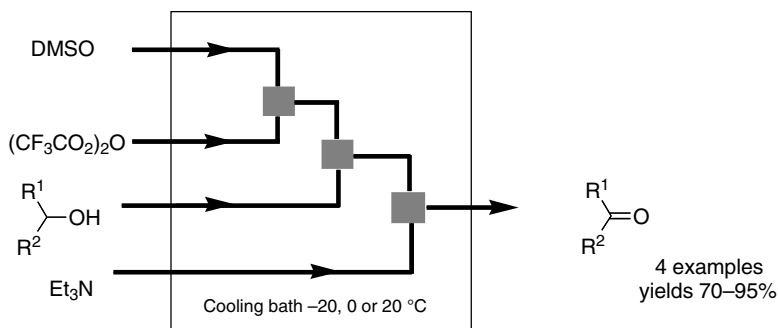 DMSO
(CF₃CO₂)₂O
R¹
OH
R²
Et₃N
Cooling bath –20, 0 or 20 °C
R¹
O
R²
4 examples
yields 70–95%